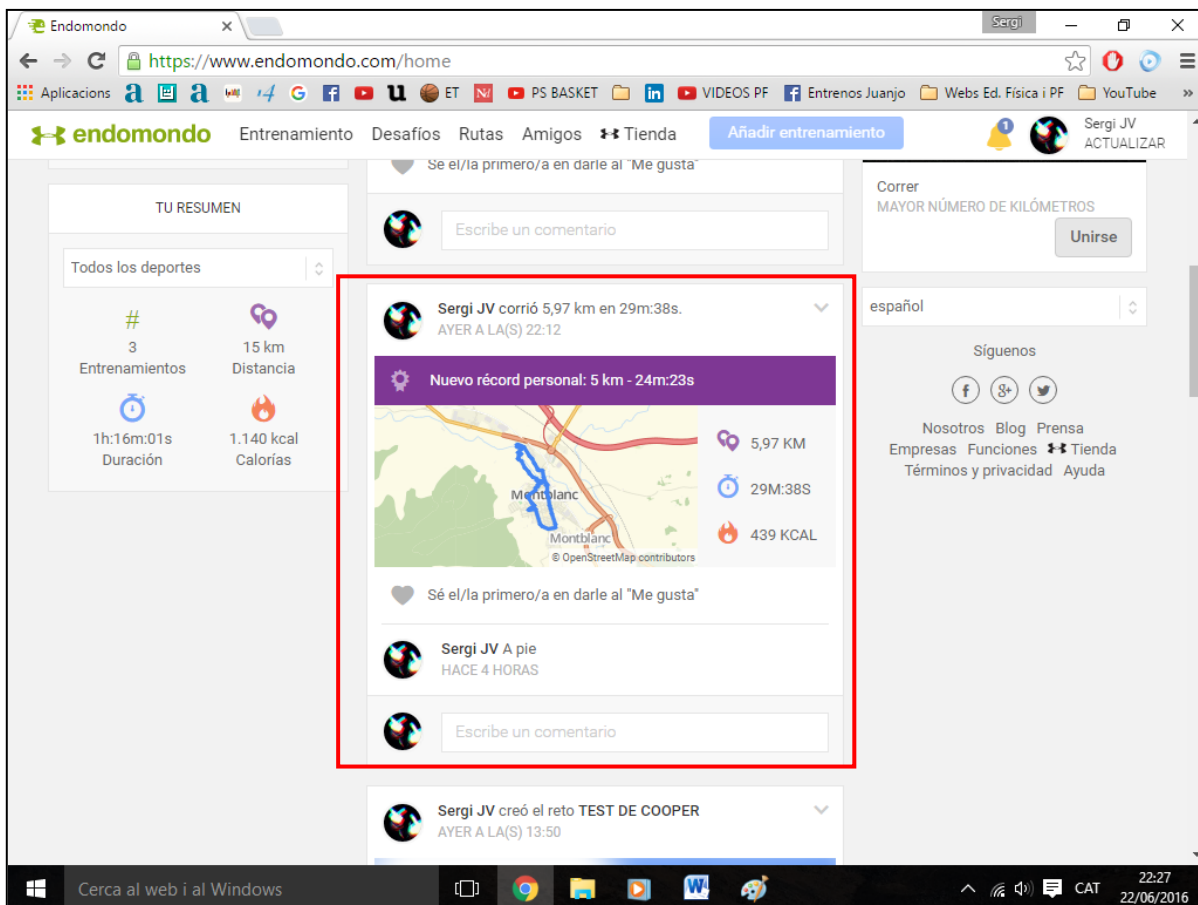 Endomondo
Sergi
https://www.endomondo.com/home
Aplicacions ET PS BASKET VIDEOS PF Entrenos Juanjo Webs Ed. Física i PF YouTube »
endomondo Entrenamiento Desafíos Rutas Amigos Tienda Añadir entrenamiento 1 Sergi JV
ACTUALIZAR
Sé el/la primero/a en darle al "Me gusta"
Escribe un comentario
TU RESUMEN
Todos los deportes
#
3
Entrenamientos
15 km
Distancia
1h:16m:01s
Duración
1.140 kcal
Calorías
Sergi JV corrió 5,97 km en 29m:38s.
AYER A LA(S) 22:12
Nuevo récord personal: 5 km - 24m:23s
Montblanc
Montblanc
© OpenStreetMap contributors
5,97 KM
29M:38S
439 KCAL
Sé el/la primero/a en darle al "Me gusta"
Sergi JV A pie
HACE 4 HORAS
Escribe un comentario
Sergi JV creó el reto TEST DE COOPER
AYER A LA(S) 13:50
Correr
MAYOR NÚMERO DE KILÓMETROS
Unirse
español
Síguenos
Nosotros Blog Prensa
Empresas Funciones Tienda
Términos y privacidad Ayuda
Cerca al web i al Windows
CAT
22:27
22/06/2016